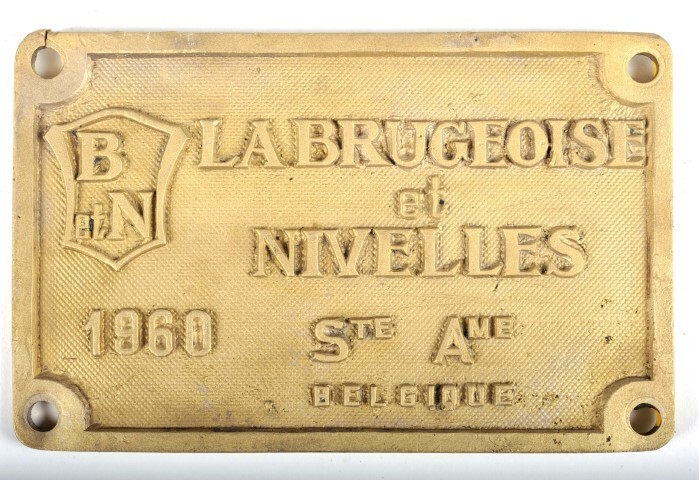 B
et N
LA BRUGEOISE
et
NIVELLES
1960 STE AME
BELGIQUE